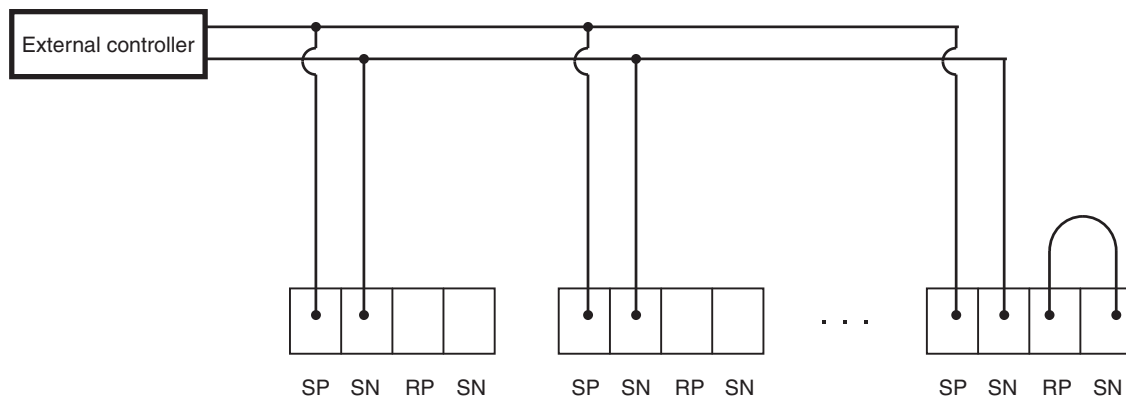 External controller
. . .
SP SN RP SN SP SN RP SN SP SN RP SN